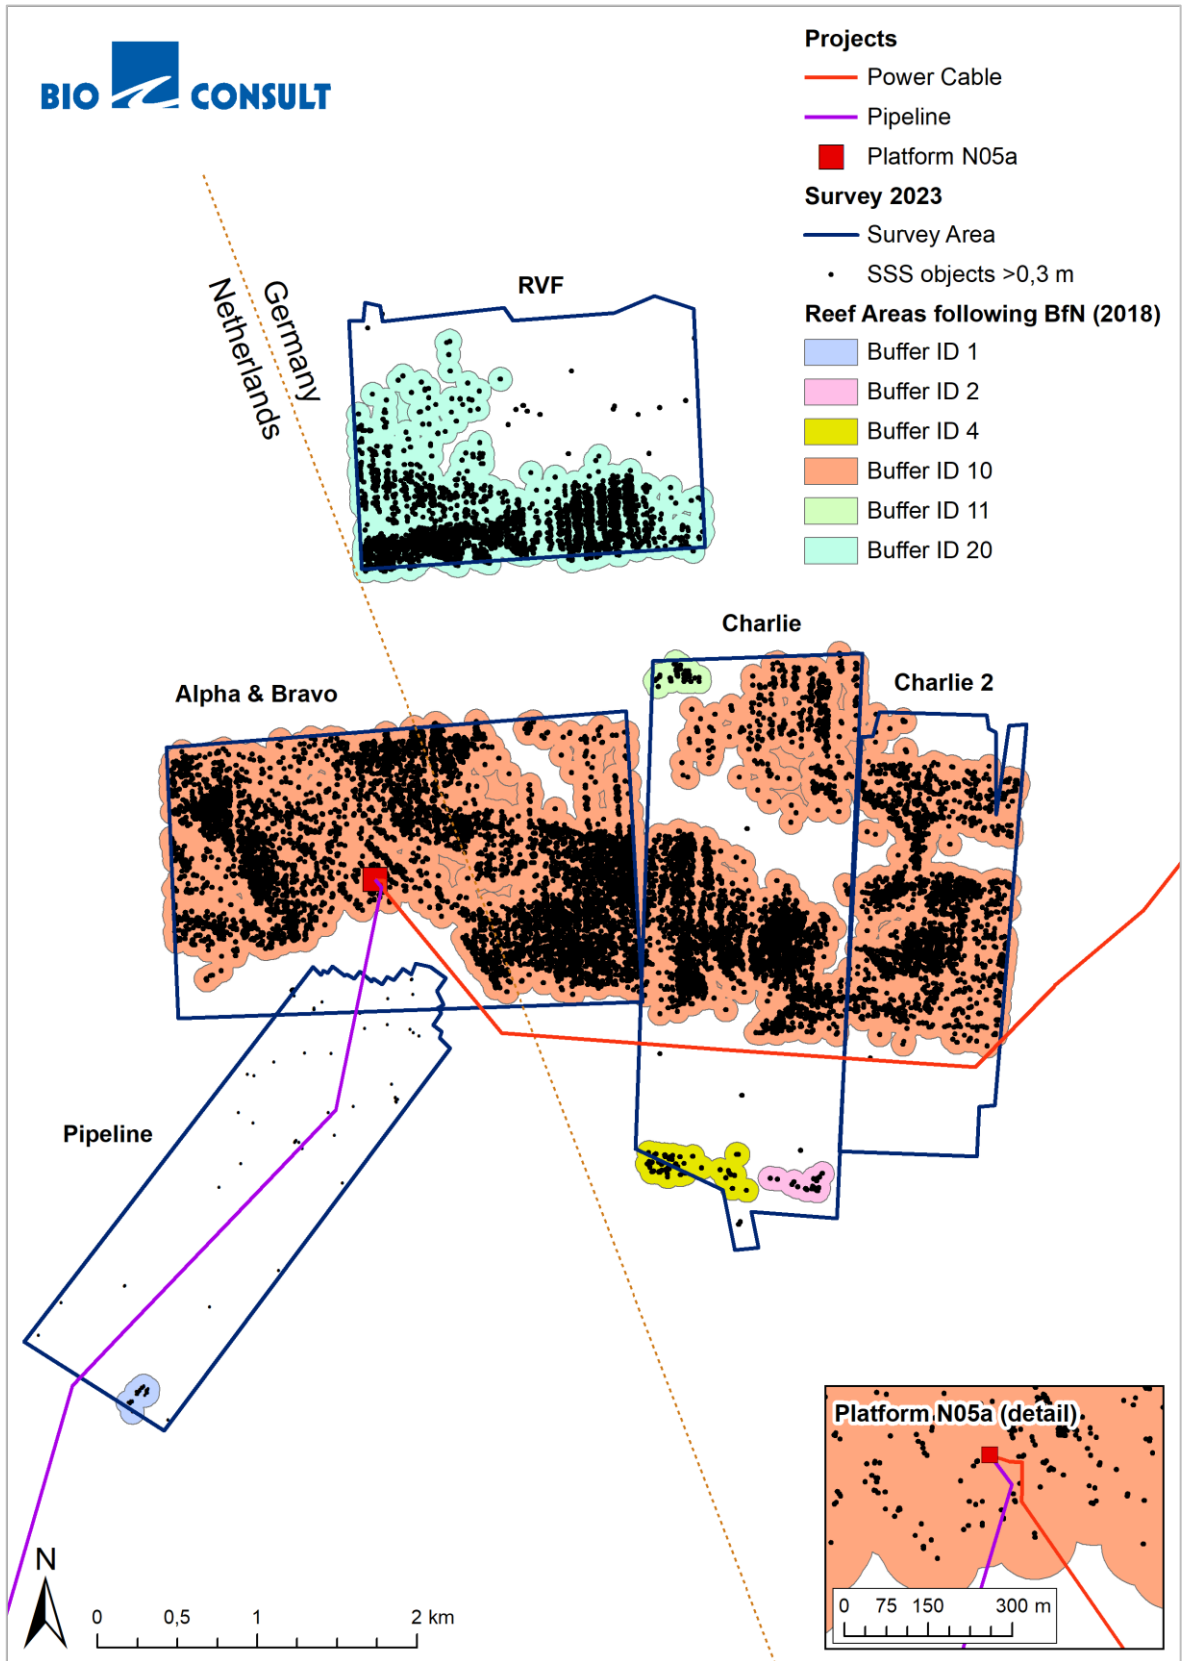 BIO CONSULT
Projects
Power Cable
Pipeline
Platform N05a
Survey 2023
Survey Area
SSS objects >0,3 m
Reef Areas following BfN (2018)
Buffer ID 1
Buffer ID 2
Buffer ID 4
Buffer ID 10
Buffer ID 11
Buffer ID 20
Germany
Netherlands
RVF
Charlie
Charlie 2
Alpha & Bravo
Pipeline
Platform N05a (detail)
0 75 150 300 m
N
0 0,5 1 2 km